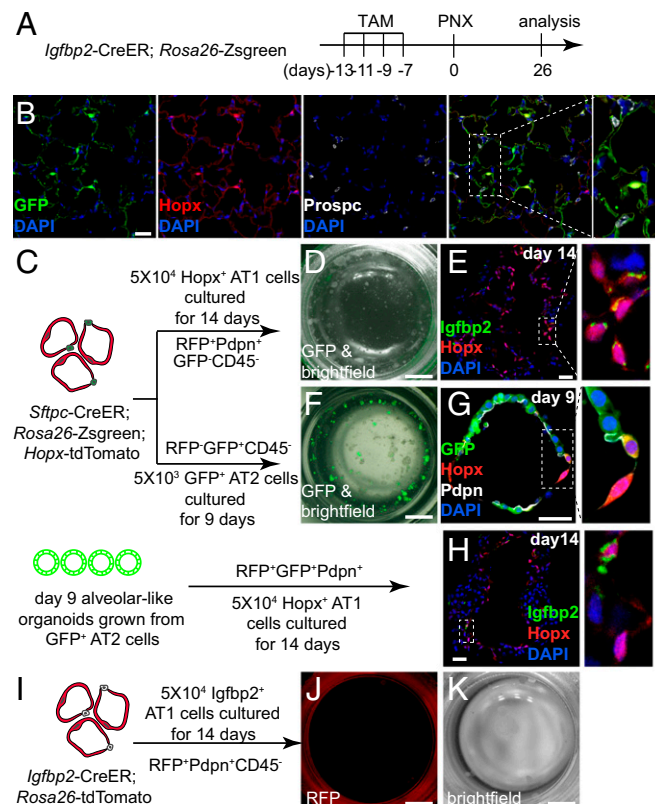 A
Igfbp2-CreER; Rosa26-Zsgreen
TAM
PNX
analysis
(days)
-13
-11
-9
-7
0
26
B
GFP
DAPI
Hopx
DAPI
Prospc
DAPI
C
Sftpc-CreER;
Rosa26-Zsgreen;
Hopx-tdTomato
5X10⁴ Hopx⁺ AT1 cells
cultured
for 14 days
RFP⁺Pdpn⁺
GFP⁻CD45⁻
RFP⁻GFP⁺CD45⁻
5X10³ GFP⁺ AT2 cells
cultured
for 9 days
D
GFP &
brightfield
E
day 14
Igfbp2
Hopx
DAPI
F
GFP &
brightfield
G
day 9
GFP
Hopx
Pdpn
DAPI
day 9 alveolar-like
organoids grown from
GFP⁺ AT2 cells
RFP⁺GFP⁺Pdpn⁺
5X10⁴ Hopx⁺ AT1
cells cultured
for 14 days
H
day14
Igfbp2
Hopx
DAPI
I
Igfbp2-CreER;
Rosa26-tdTomato
5X10⁴ Igfbp2⁺
AT1 cells cultured
for 14 days
RFP⁺Pdpn⁺CD45⁻
J
RFP
K
brightfield